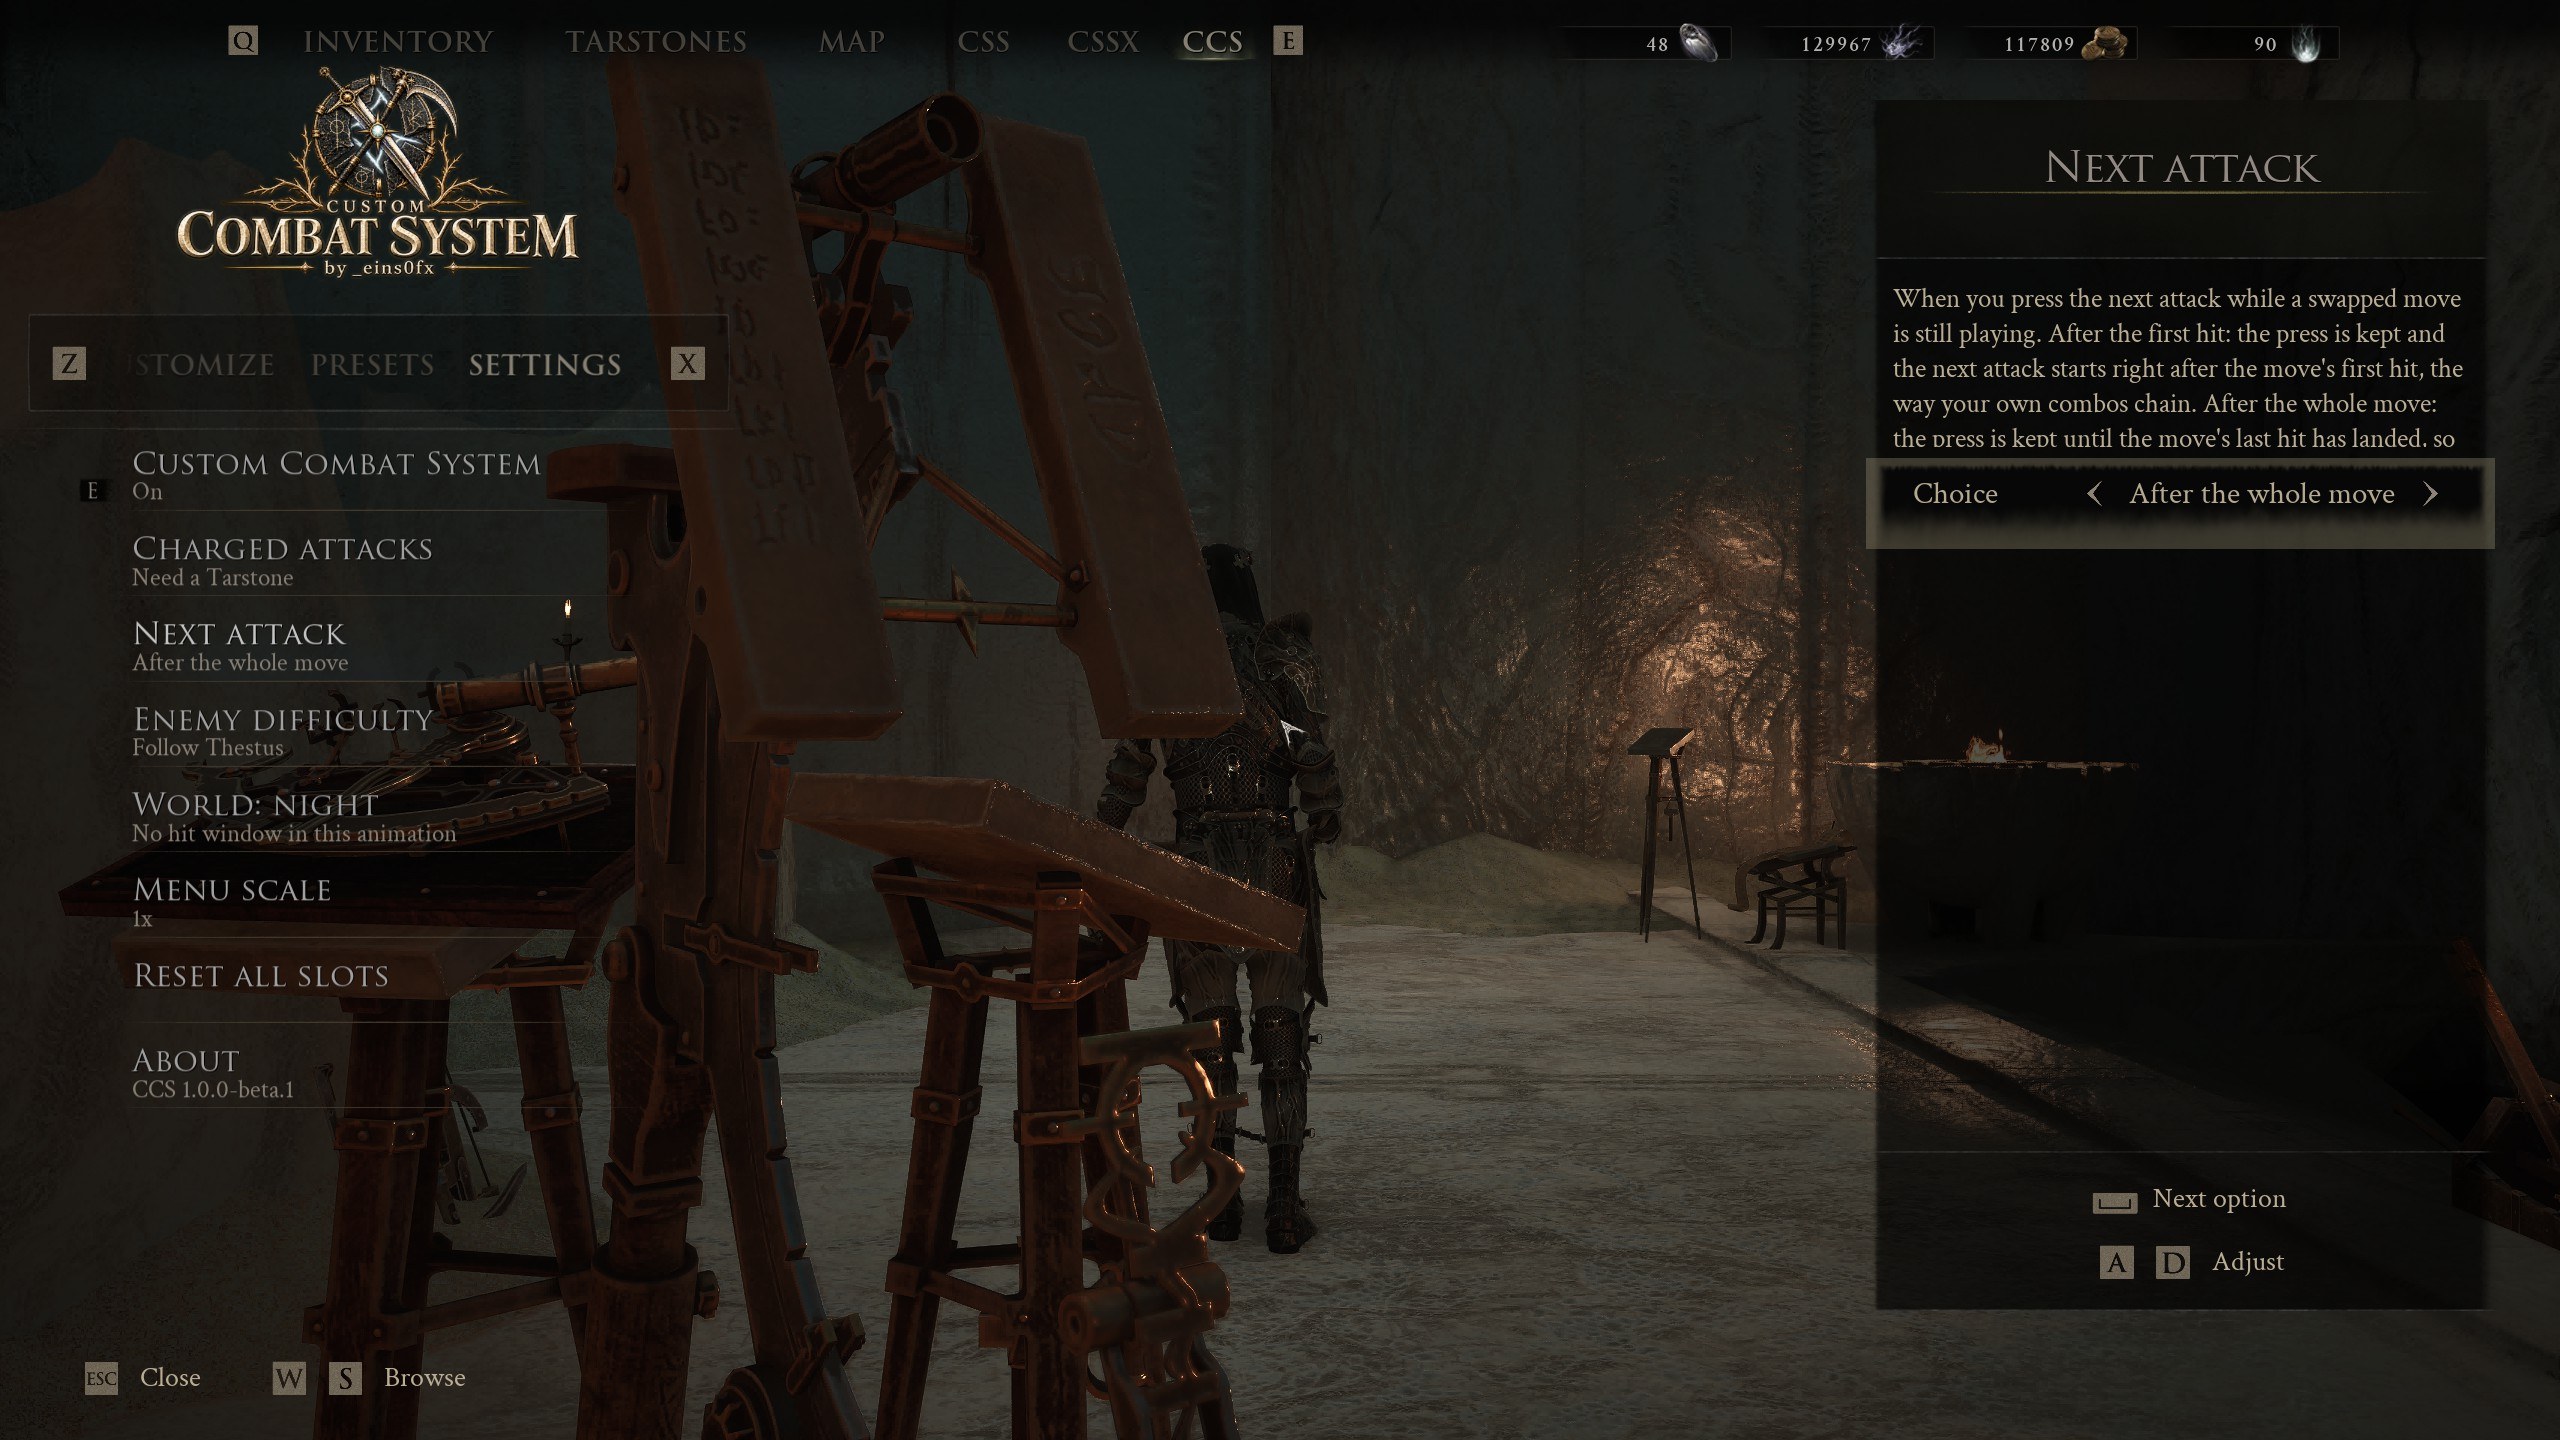 Q INVENTORY TARSTONES MAP CSS CSSX CCS E
48 129967 117809 90
CUSTOM
COMBAT SYSTEM
by _eins0fx
Z STOMIZE PRESETS SETTINGS X
CUSTOM COMBAT SYSTEM
E On
CHARGED ATTACKS
Need a Tarstone
NEXT ATTACK
After the whole move
ENEMY DIFFICULTY
Follow Thestus
WORLD: NIGHT
No hit window in this animation
MENU SCALE
1x
RESET ALL SLOTS
ABOUT
CCS 1.0.0-beta.1
ESC Close W S Browse
NEXT ATTACK
When you press the next attack while a swapped move
is still playing. After the first hit: the press is kept and
the next attack starts right after the move's first hit, the
way your own combos chain. After the whole move:
the press is kept until the move's last hit has landed, so
Choice < After the whole move >
Next option
A D Adjust